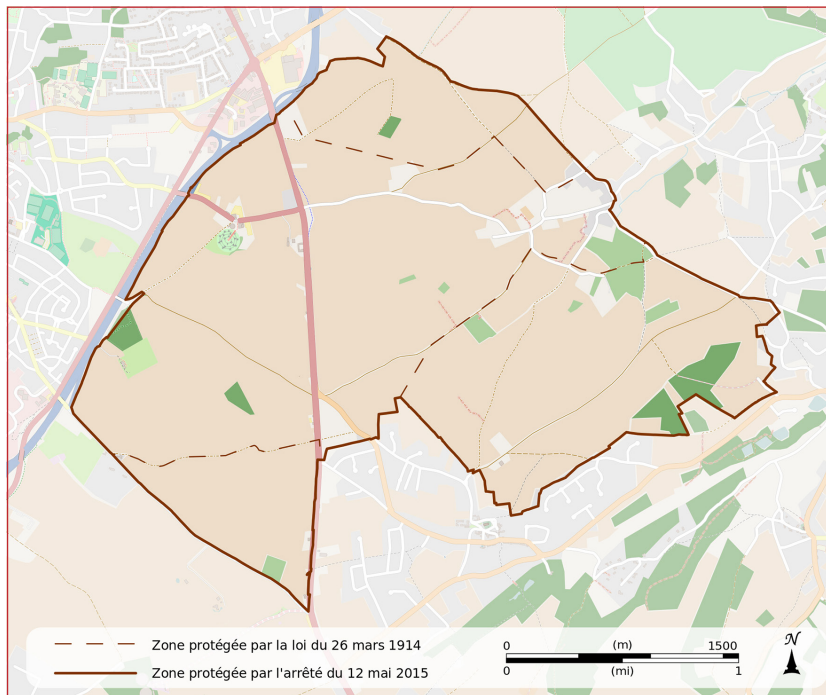 Zone protégée par la loi du 26 mars 1914
Zone protégée par l'arrêté du 12 mai 2015
0 (m) 1500
0 (mi) 1
N